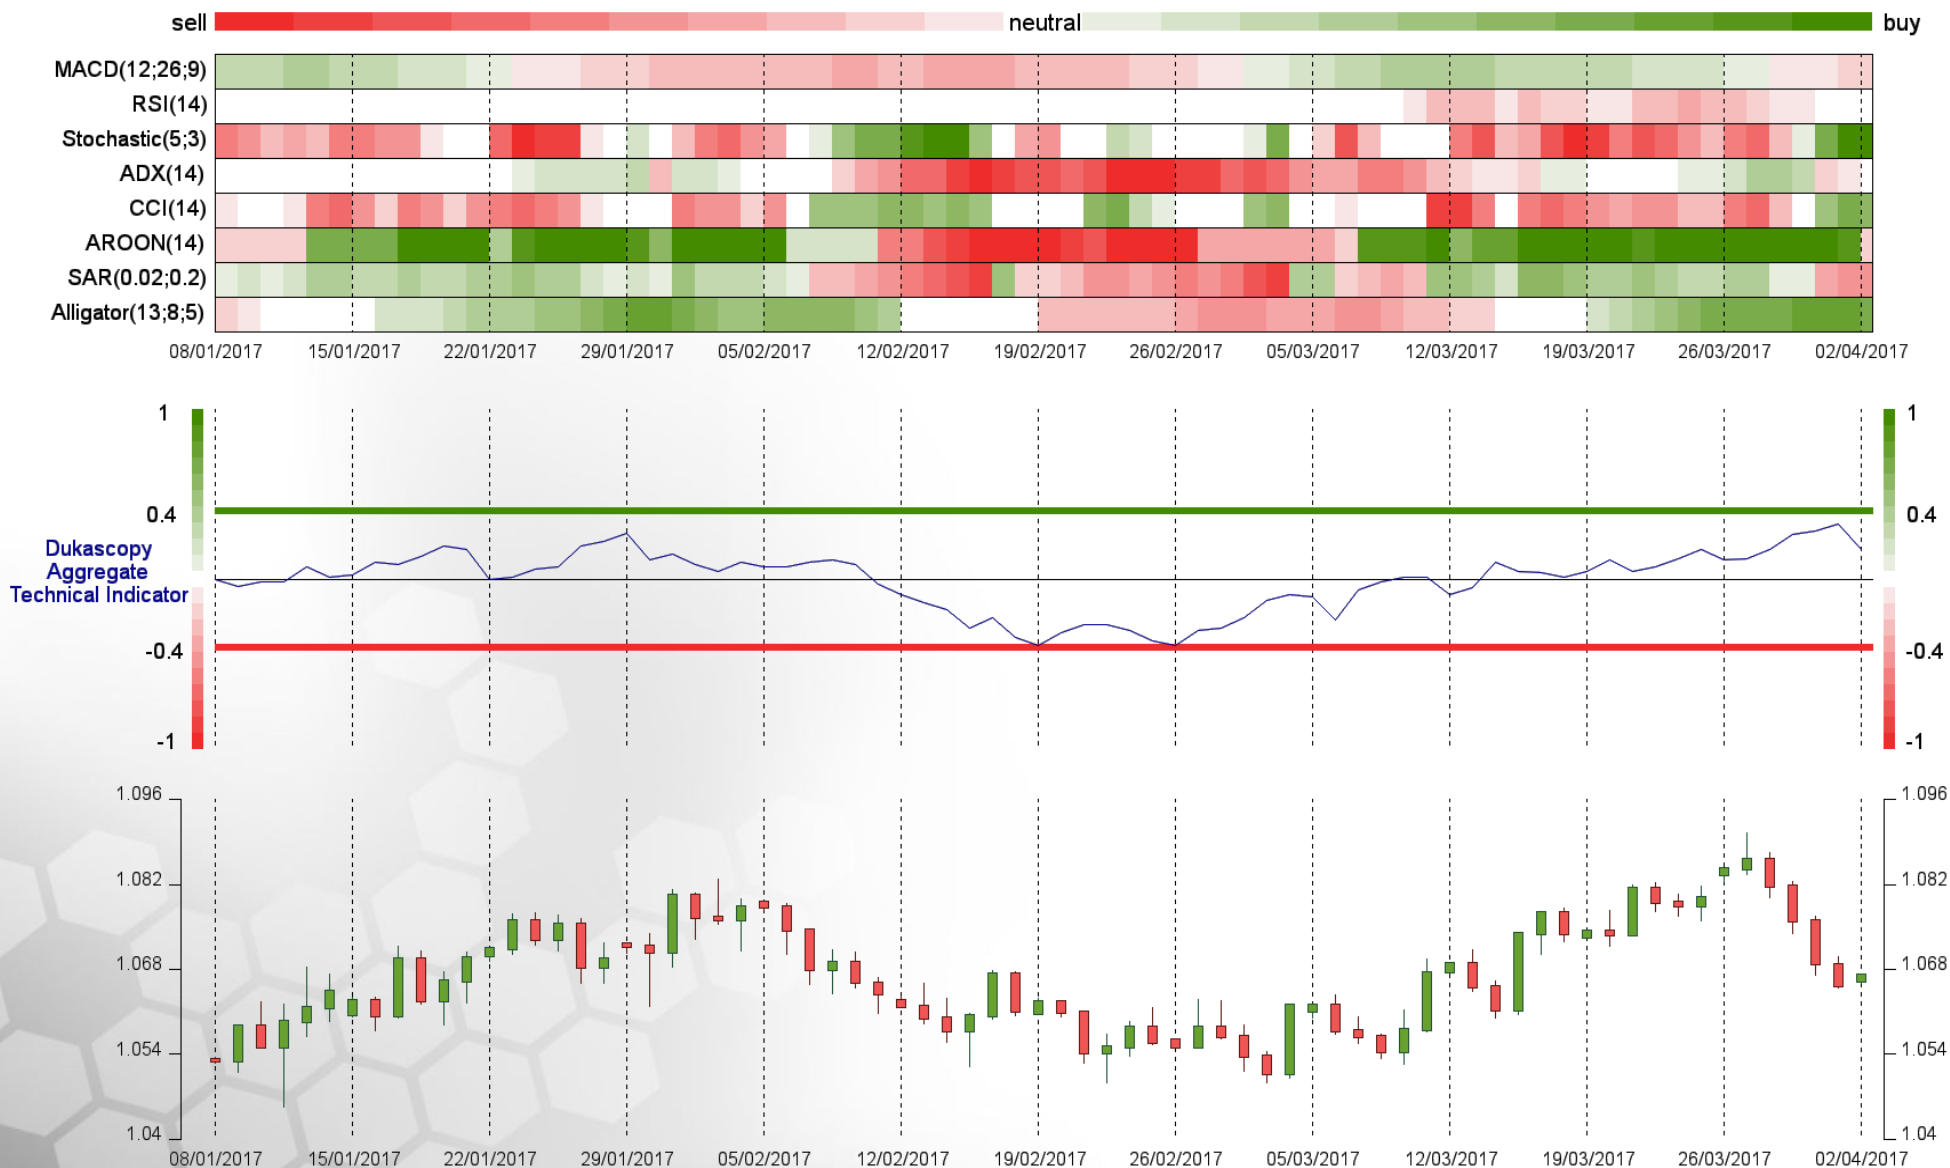 sell neutral buy
MACD(12;26;9)
RSI(14)
Stochastic(5;3)
ADX(14)
CCI(14)
AROON(14)
SAR(0.02;0.2)
Alligator(13;8;5)
08/01/2017 15/01/2017 22/01/2017 29/01/2017 05/02/2017 12/02/2017 19/02/2017 26/02/2017 05/03/2017 12/03/2017 19/03/2017 26/03/2017 02/04/2017
1 1
0.4 0.4
Dukascopy
Aggregate
Technical Indicator
-0.4 -0.4
-1 -1
1.096 1.096
1.082 1.082
1.068 1.068
1.054 1.054
1.04 1.04
08/01/2017 15/01/2017 22/01/2017 29/01/2017 05/02/2017 12/02/2017 19/02/2017 26/02/2017 05/03/2017 12/03/2017 19/03/2017 26/03/2017 02/04/2017